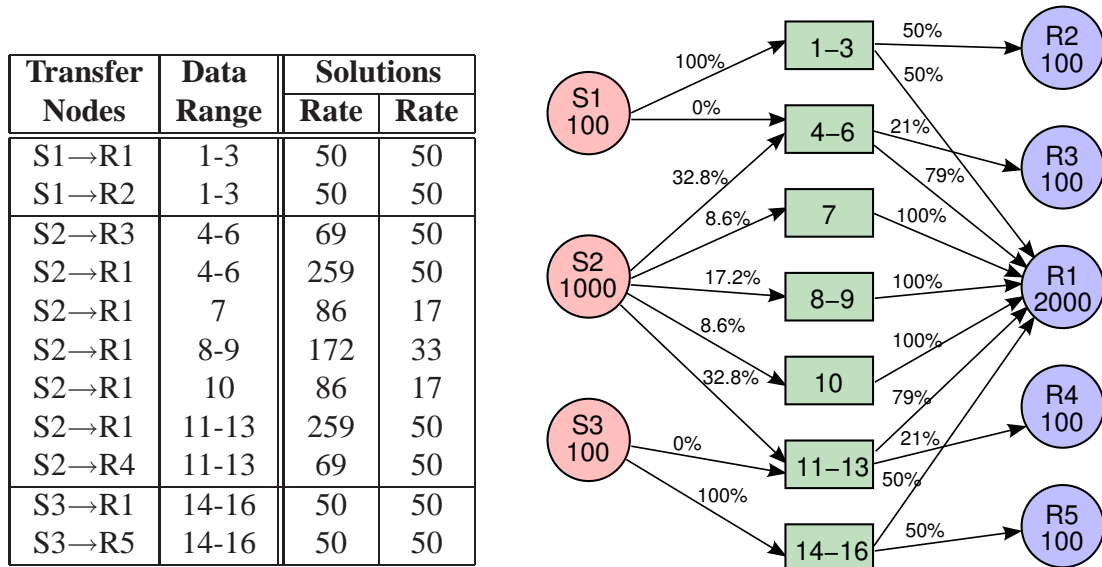 Transfer Data Solutions
Nodes Range Rate Rate
S1→R1 1-3 50 50
S1→R2 1-3 50 50
S2→R3 4-6 69 50
S2→R1 4-6 259 50
S2→R1 7 86 17
S2→R1 8-9 172 33
S2→R1 10 86 17
S2→R1 11-13 259 50
S2→R4 11-13 69 50
S3→R1 14-16 50 50
S3→R5 14-16 50 50
S1
100
S2
1000
S3
100
100%
0%
32.8%
8.6%
17.2%
8.6%
32.8%
0%
100%
1−3
4−6
7
8−9
10
11−13
14−16
50%
50%
21%
79%
100%
100%
100%
79%
21%
50%
50%
R2
100
R3
100
R1
2000
R4
100
R5
100